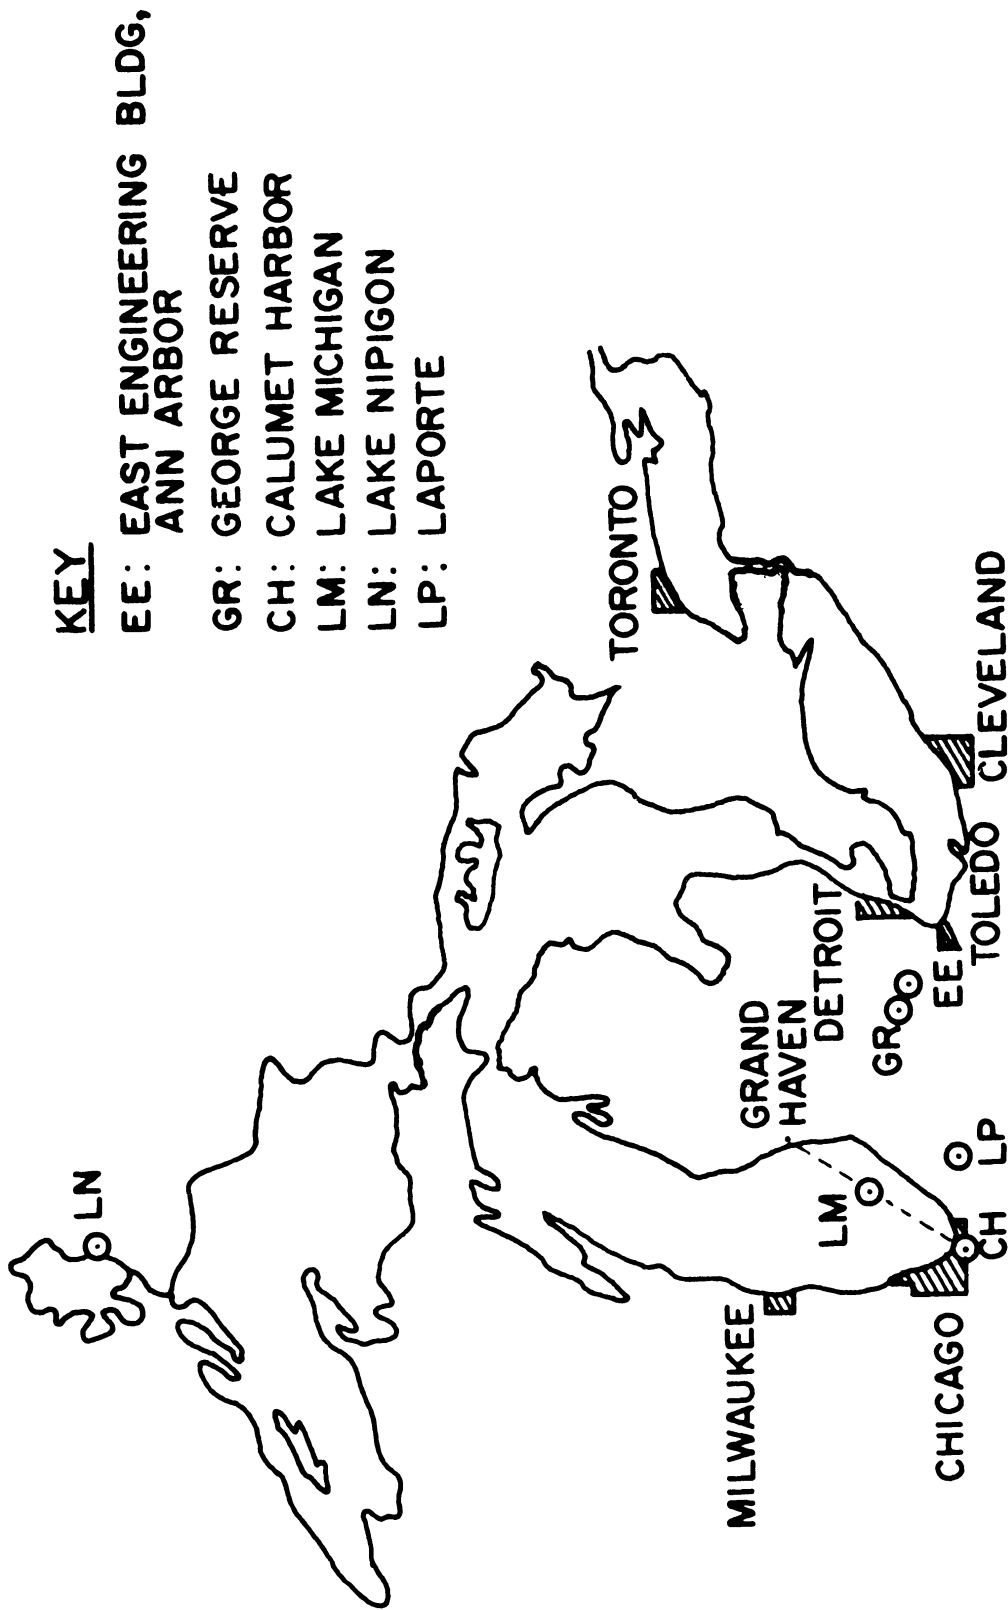 KEY
EE: EAST ENGINEERING BLDG,
ANN ARBOR
GR: GEORGE RESERVE
CH: CALUMET HARBOR
LM: LAKE MICHIGAN
LN: LAKE NIPIGON
LP: LAPORTE
LN
TORONTO
MILWAUKEE
GRAND
HAVEN
LM
DETROIT
GR
EE
CHICAGO
CH
LP
TOLEDO
CLEVELAND